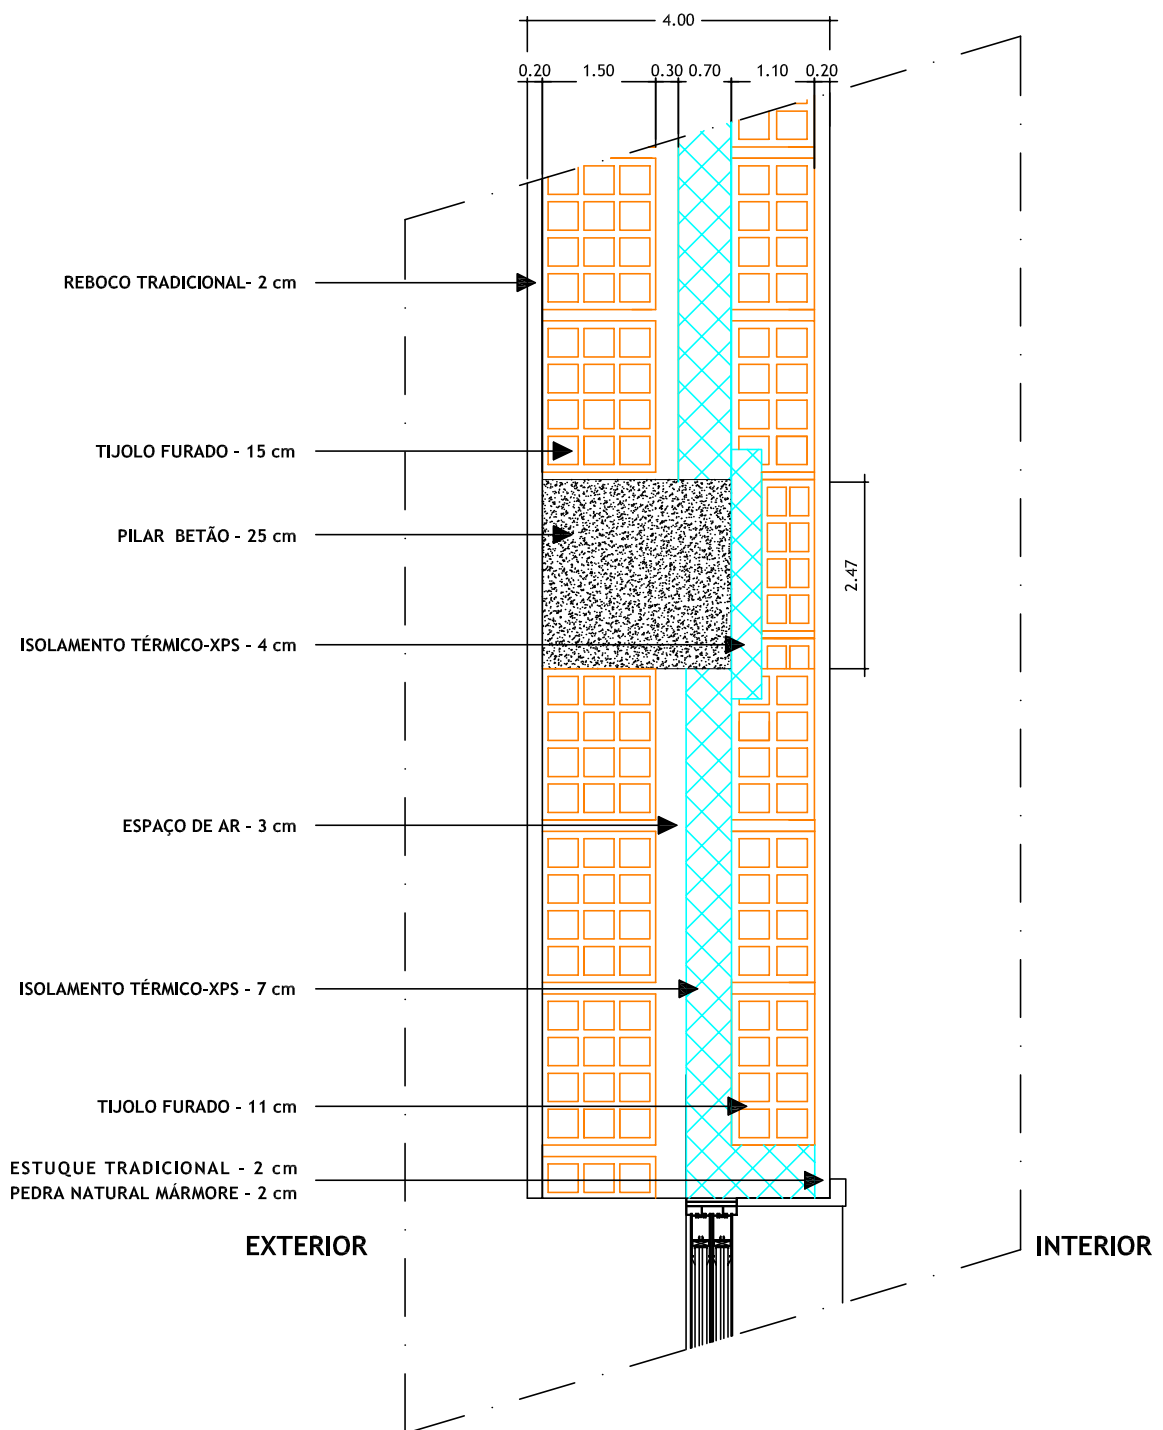 4.00
0.20 1.50 0.30 0.70 1.10 0.20
REBOCO TRADICIONAL- 2 cm
TIJOLO FURADO - 15 cm
PILAR BETÃO - 25 cm
2.47
ISOLAMENTO TÉRMICO-XPS - 4 cm
ESPAÇO DE AR - 3 cm
ISOLAMENTO TÉRMICO-XPS - 7 cm
TIJOLO FURADO - 11 cm
ESTUQUE TRADICIONAL - 2 cm
PEDRA NATURAL MÁRMORE - 2 cm
EXTERIOR
INTERIOR